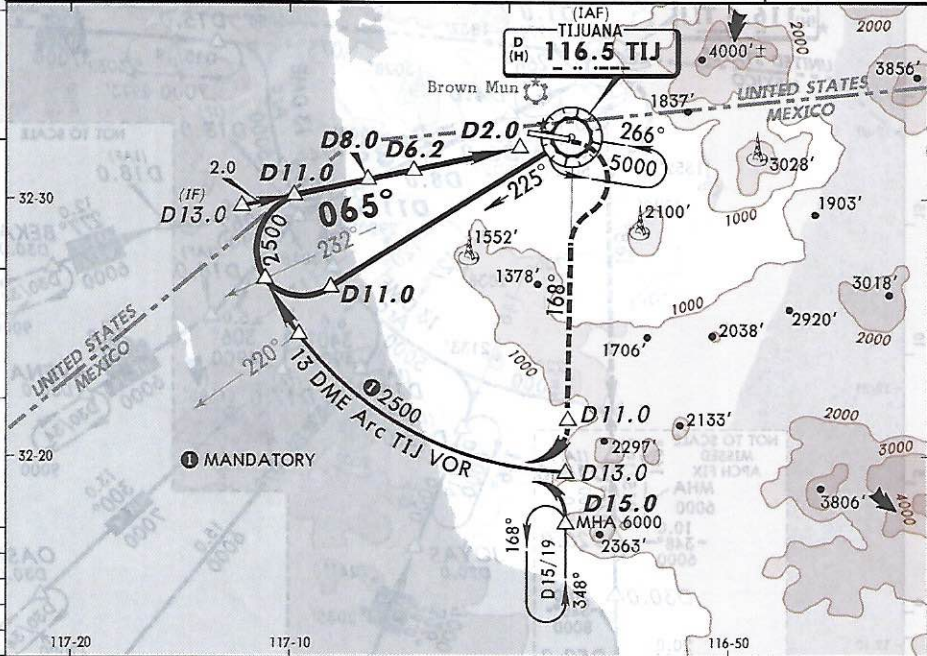 (IAF)
TIJUANA
D
(H) 116.5 TIJ
Brown Mun
4000'±
2000
3856'
1837'
UNITED STATES
MEXICO
D2.0
266°
5000
3028'
D8.0
D6.2
2.0
D11.0
(IF)
D13.0
32-30
065°
225°
232°
2100'
1000
1903'
2500
1552'
1378'
168°
D11.0
3018'
1000
2000
2920'
2038'
1706'
1000
UNITED STATES
MEXICO
220°
13 DME Arc TIJ VOR
1 2500
D11.0
2133'
2000
3000
2297'
32-20
1 MANDATORY
D13.0
D15.0
MHA 6000
3806'
4000
2363'
168°
D15/19
348°
117-20
117-10
116-50